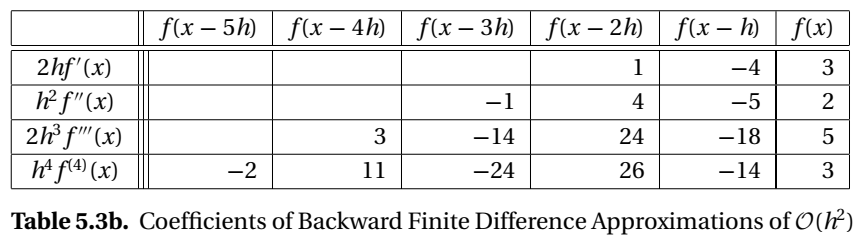 f(x − 5h) f(x − 4h) f(x − 3h) f(x − 2h) f(x − h) f(x)
2hf′(x) 1 −4 3
h²f″(x) −1 4 −5 2
2h³f‴(x) 3 −14 24 −18 5
h⁴f⁽⁴⁾(x) −2 11 −24 26 −14 3
Table 5.3b. Coefficients of Backward Finite Difference Approximations of 𝒪(h²)